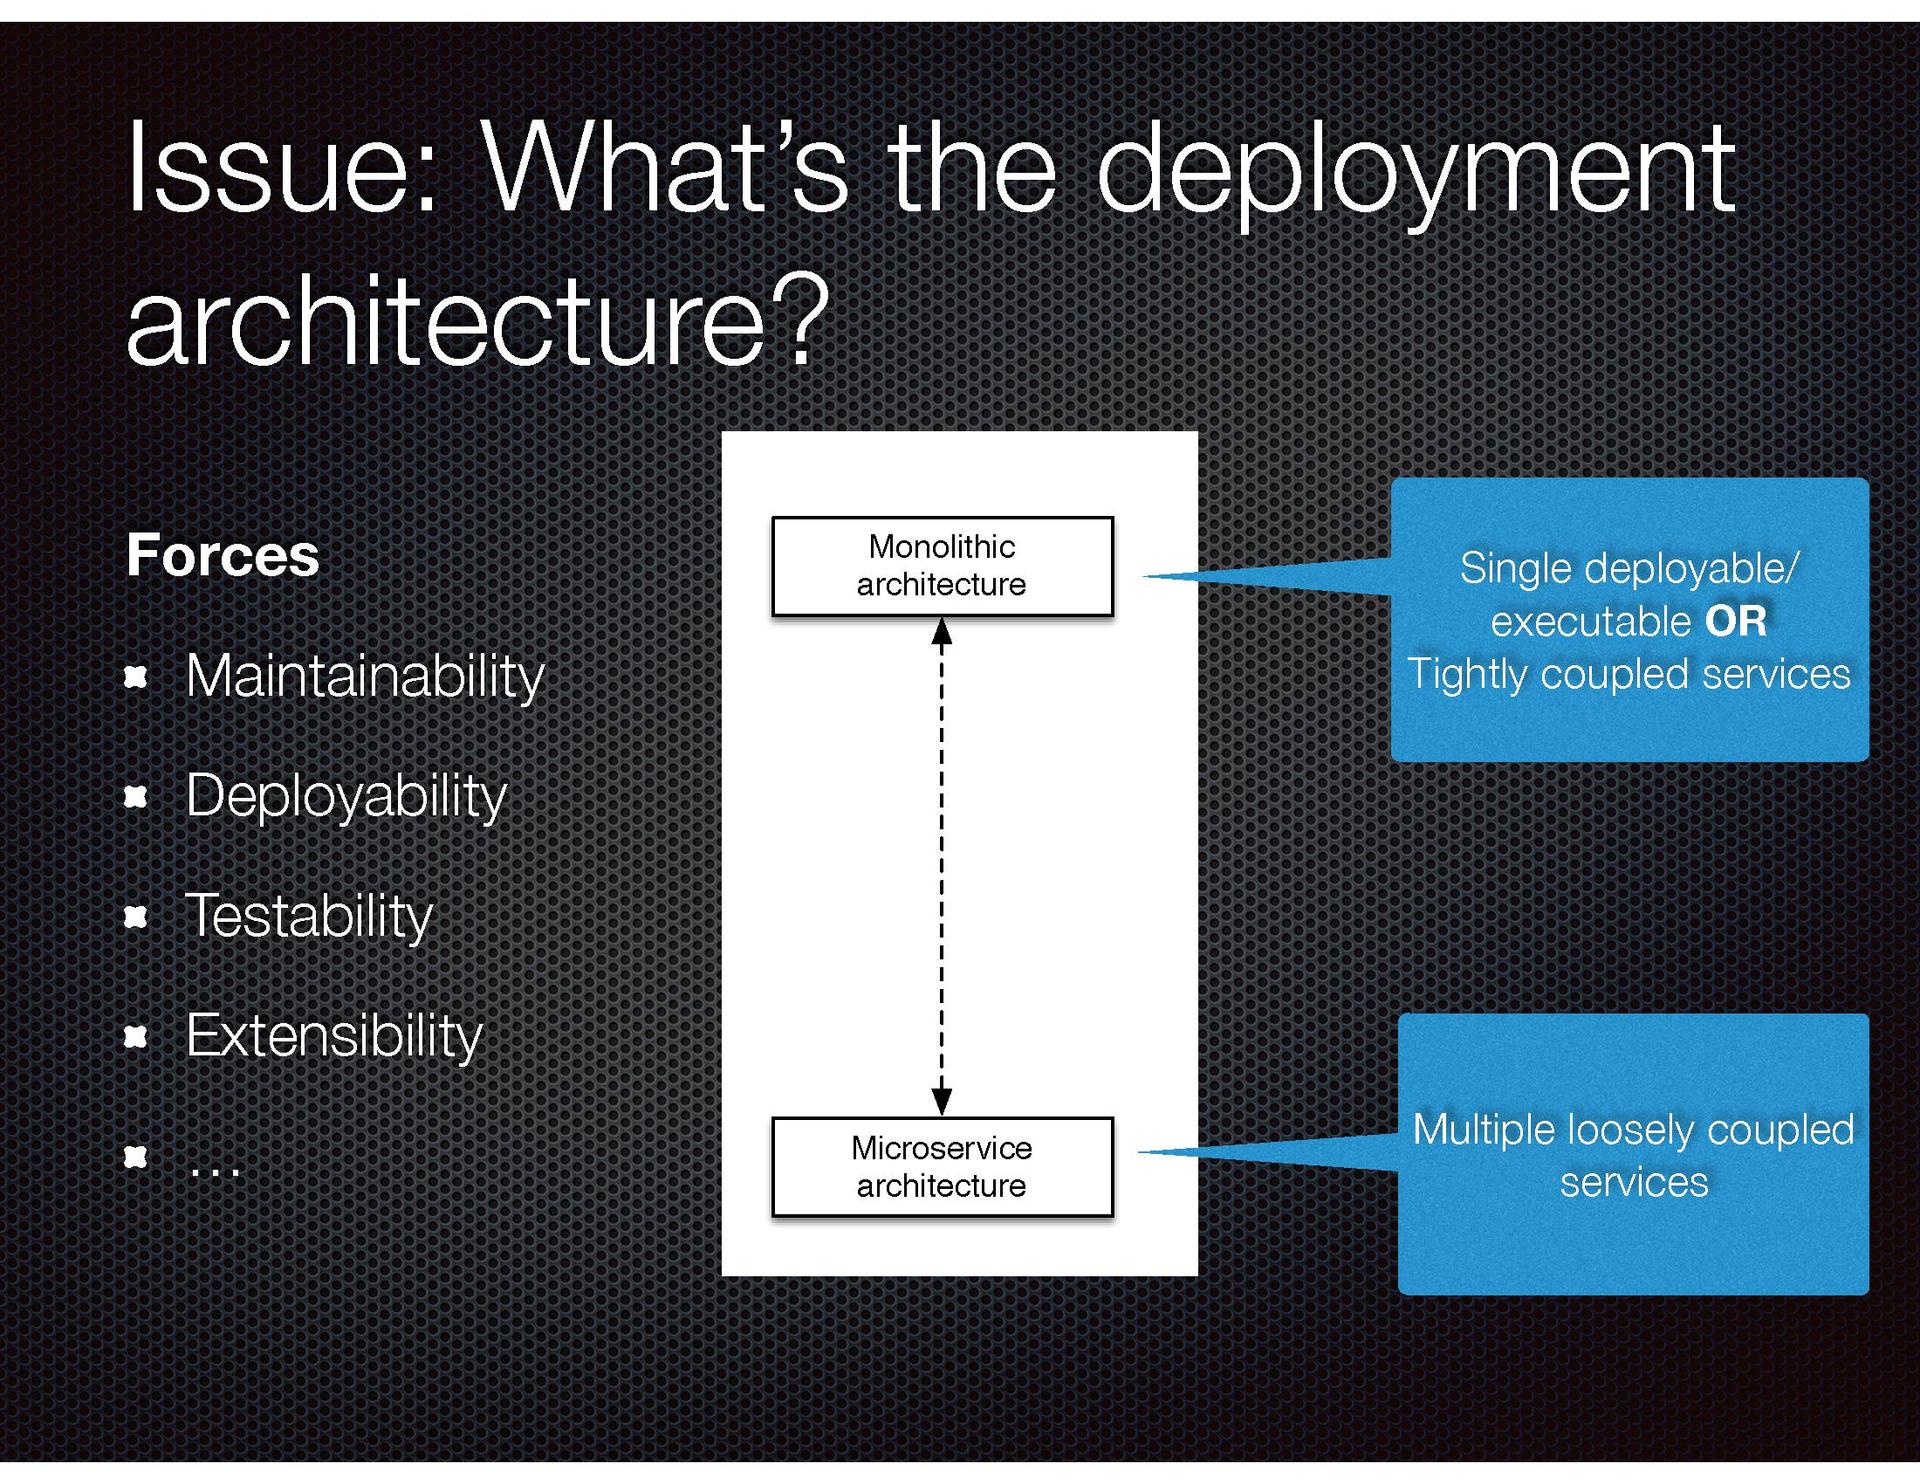 Issue: What’s the deployment
architecture?
Forces
Maintainability
Deployability
Testability
Extensibility
…
Monolithic
architecture
Microservice
architecture
Single deployable/
executable OR
Tightly coupled services
Multiple loosely coupled
services